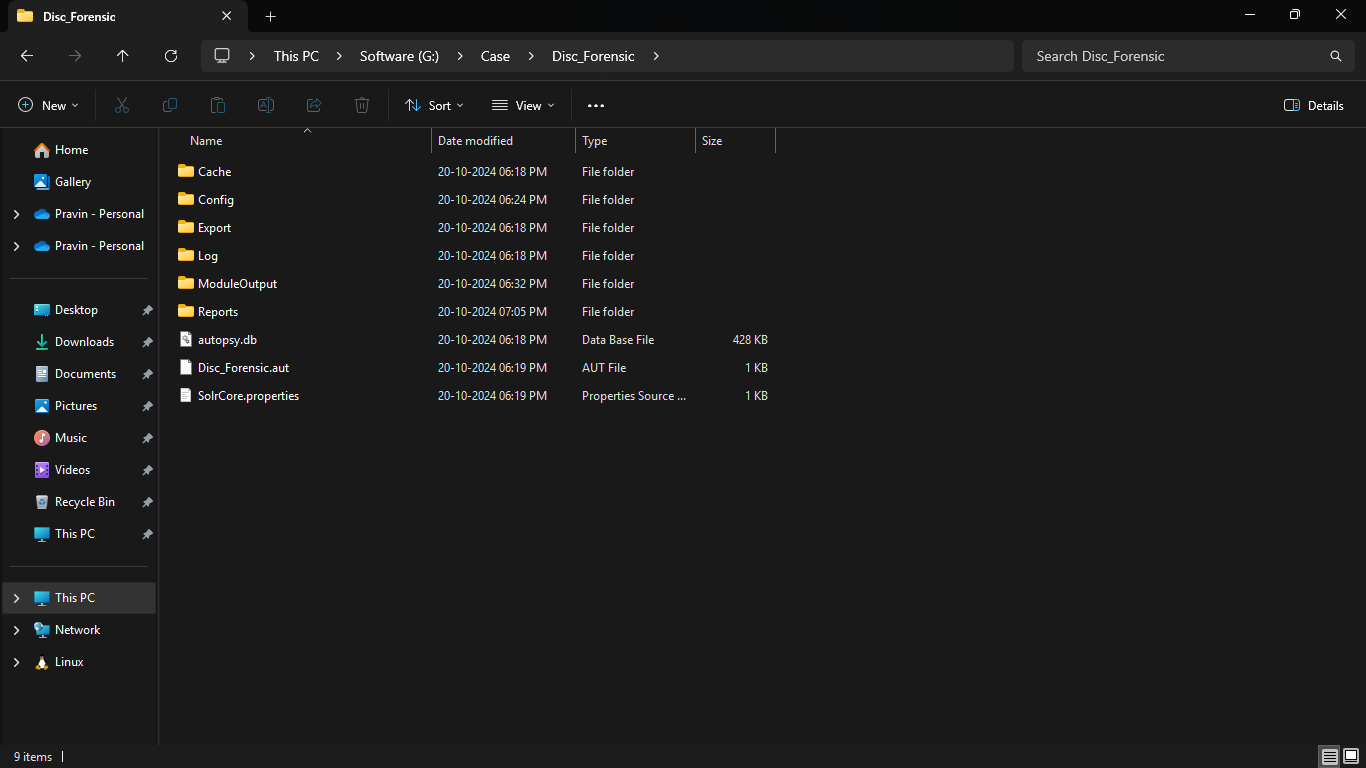 Disc_Forensic
This PC Software (G:) Case Disc_Forensic Search Disc_Forensic
New Sort View Details
Name Date modified Type Size
Home
Gallery
Pravin - Personal
Pravin - Personal
Desktop
Downloads
Documents
Pictures
Music
Videos
Recycle Bin
This PC
This PC
Network
Linux
Cache 20-10-2024 06:18 PM File folder
Config 20-10-2024 06:24 PM File folder
Export 20-10-2024 06:18 PM File folder
Log 20-10-2024 06:18 PM File folder
ModuleOutput 20-10-2024 06:32 PM File folder
Reports 20-10-2024 07:05 PM File folder
autopsy.db 20-10-2024 06:18 PM Data Base File 428 KB
Disc_Forensic.aut 20-10-2024 06:19 PM AUT File 1 KB
SolrCore.properties 20-10-2024 06:19 PM Properties Source ... 1 KB
9 items